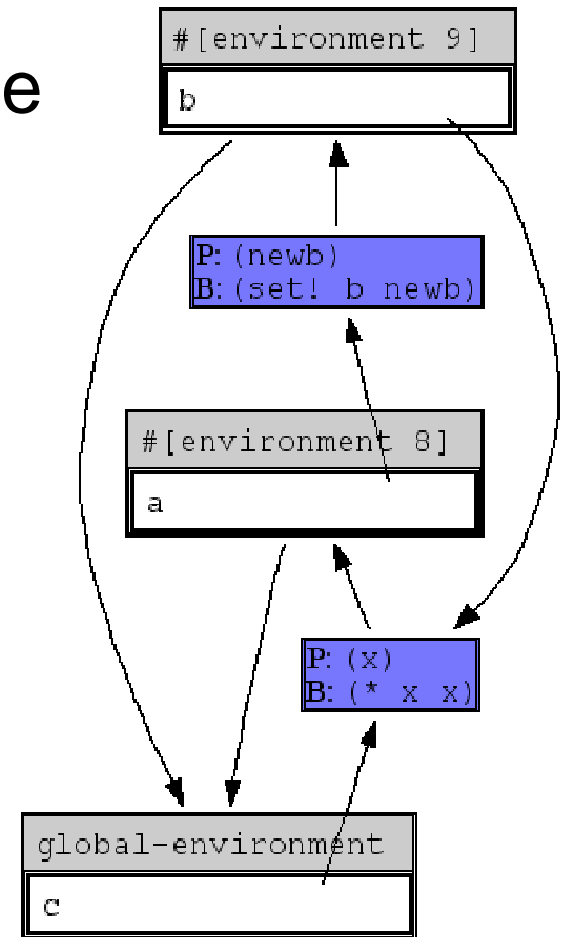 e
#[environment 9]
b
P: (newb)
B: (set! b newb)
#[environment 8]
a
P: (x)
B: (* x x)
global-environment
c